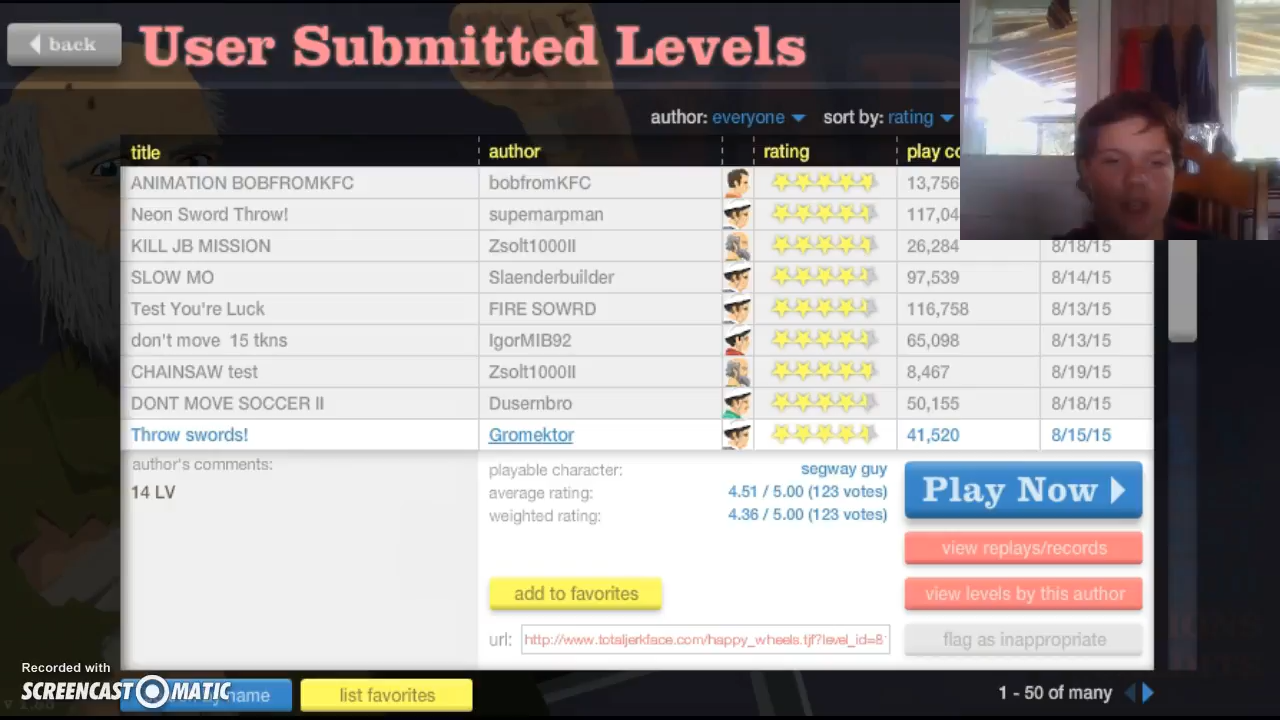 back
User Submitted Levels
author: everyone sort by: rating
title author rating play co
ANIMATION BOBFROMKFC bobfromKFC 13,756
Neon Sword Throw! supernarpman 117,04
KILL JB MISSION Zsolt1000II 26,284 8/18/15
SLOW MO Slaenderbuilder 97,539 8/14/15
Test You're Luck FIRE SOWRD 116,758 8/13/15
don't move 15 tkns IgorMIB92 65,098 8/13/15
CHAINSAW test Zsolt1000II 8,467 8/19/15
DONT MOVE SOCCER II Dusernbro 50,155 8/18/15
Throw swords! Gromektor 41,520 8/15/15
author's comments:
14 LV
playable character: segway guy
average rating: 4.51 / 5.00 (123 votes)
weighted rating: 4.36 / 5.00 (123 votes)
Play Now
view replays/records
add to favorites
view levels by this author
url: http://www.totaljerkface.com/happy_wheels.tjf?level_id=8
flag as inappropriate
Recorded with
SCREENCAST MATIC
name
list favorites
1 - 50 of many